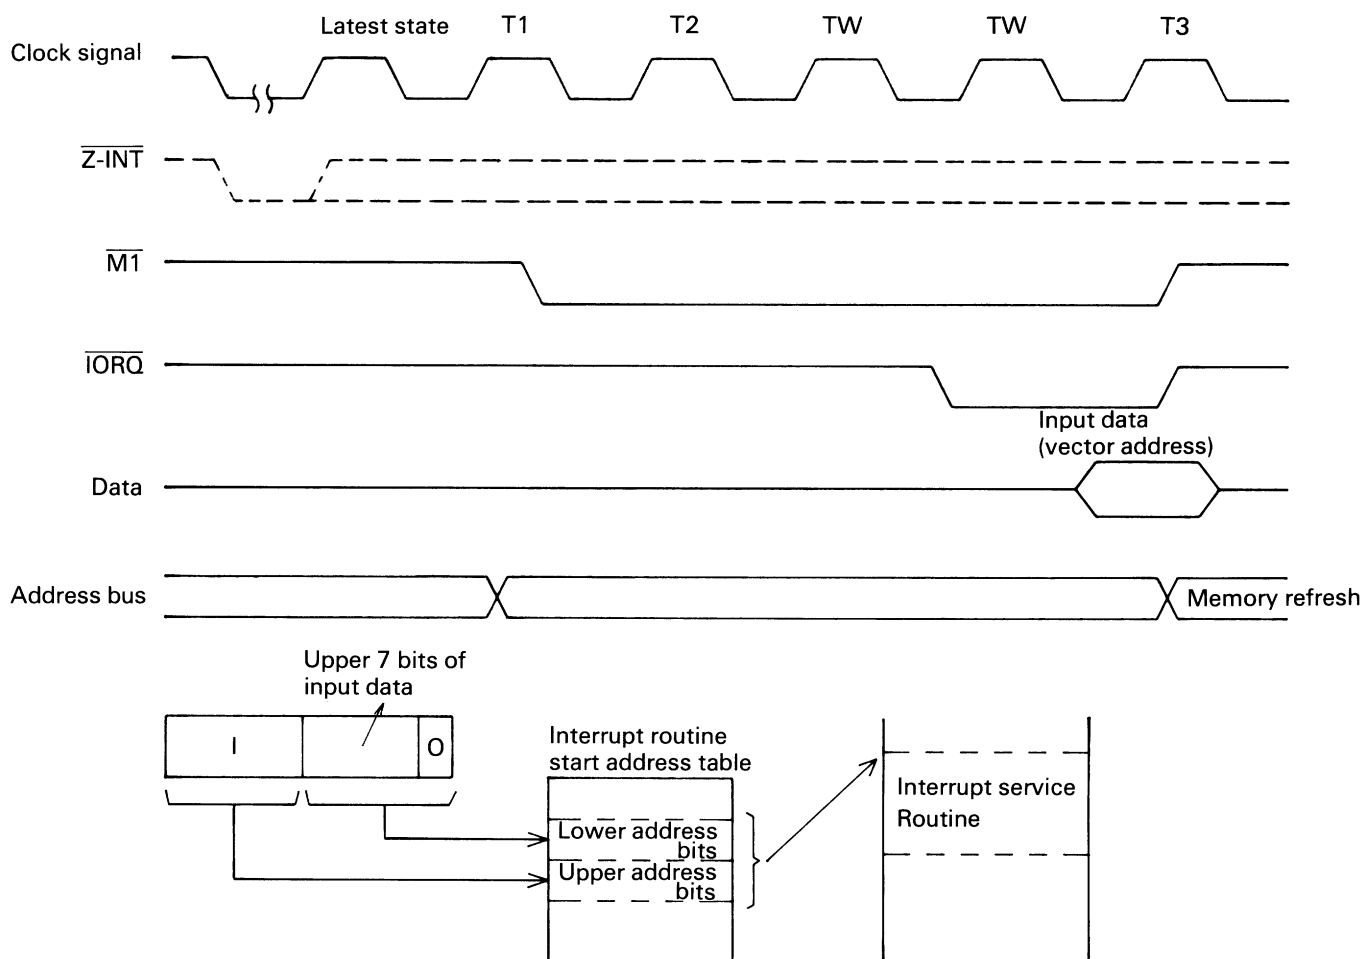 Latest state T1 T2 TW TW T3
Clock signal
Z-INT
M1
IORQ
Input data
(vector address)
Data
Address bus
Memory refresh
Upper 7 bits of
input data
I
O
Interrupt routine
start address table
Lower address
bits
Upper address
bits
Interrupt service
Routine